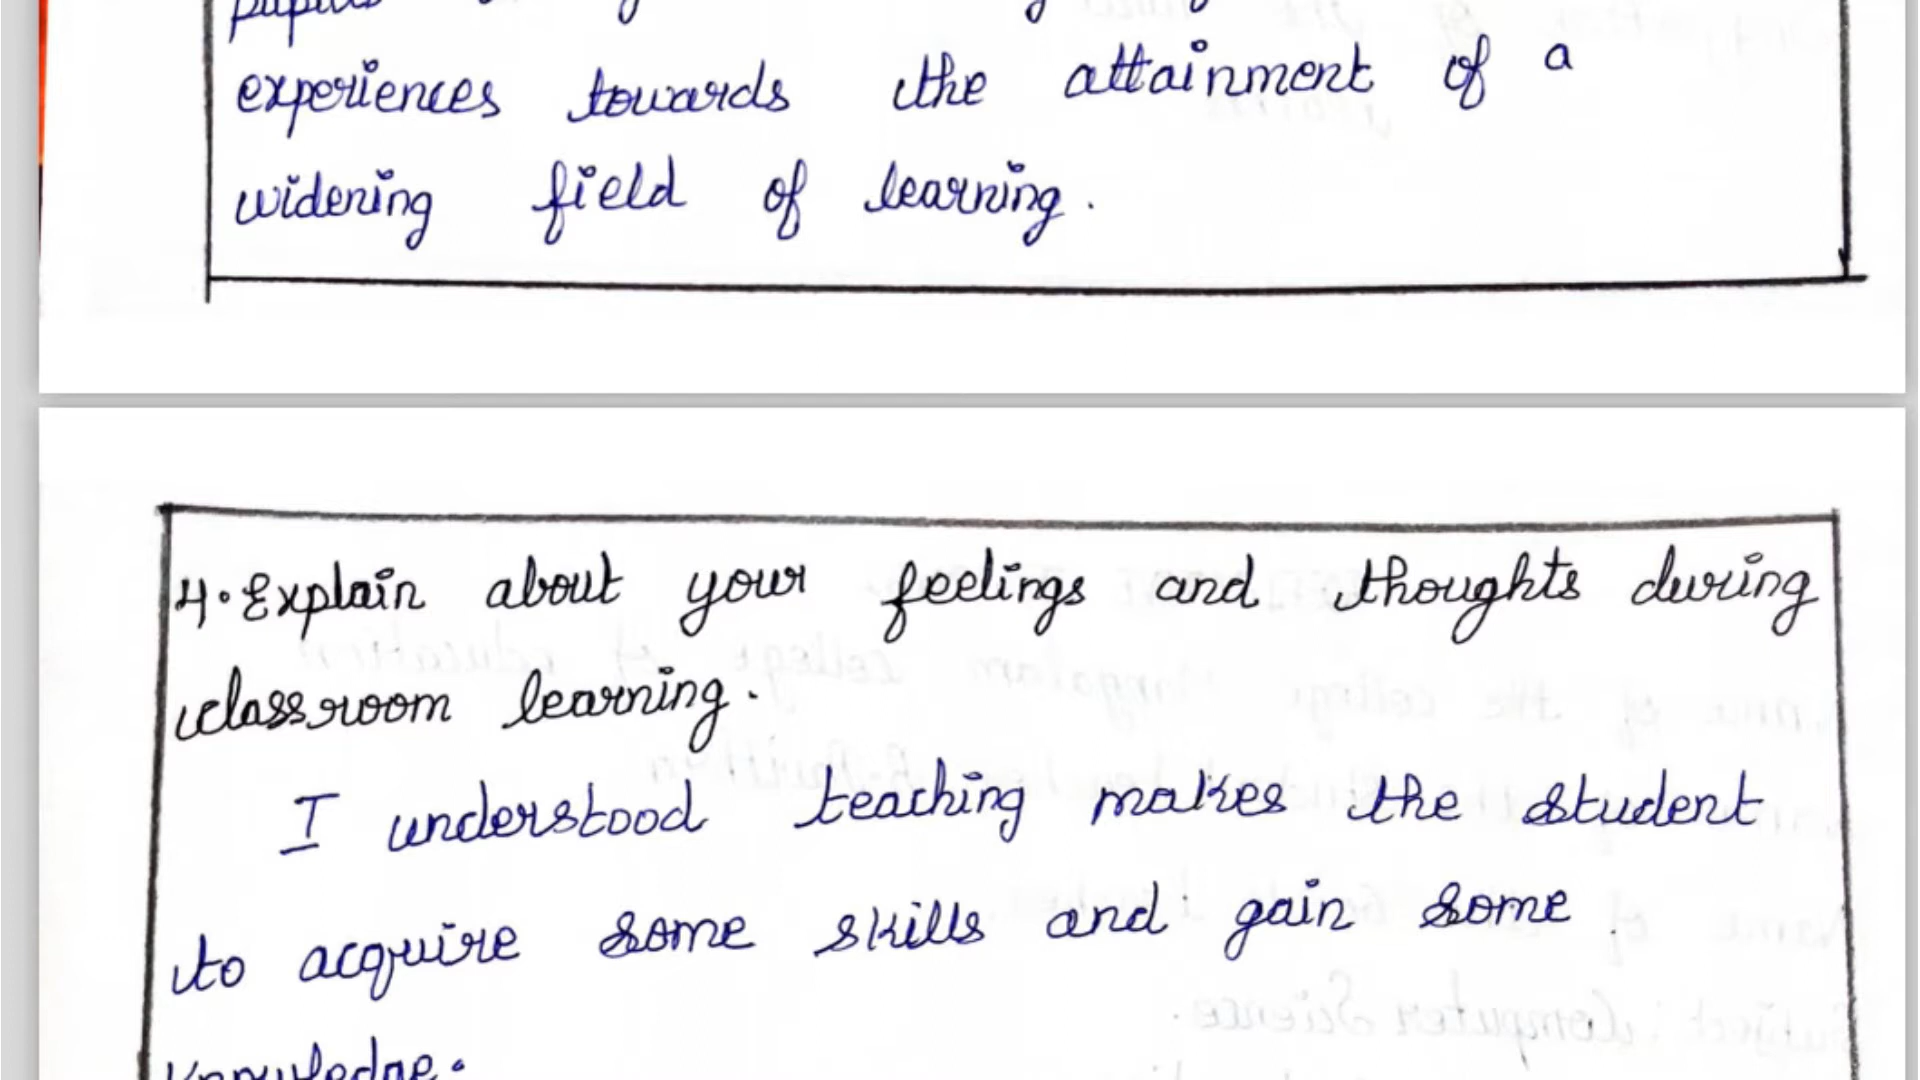 experiences towards the attainment of a
widening field of learning.
4. Explain about your feelings and thoughts during
classroom learning.
I understood teaching makes the student
to acquire some skills and gain some
Knowledge.